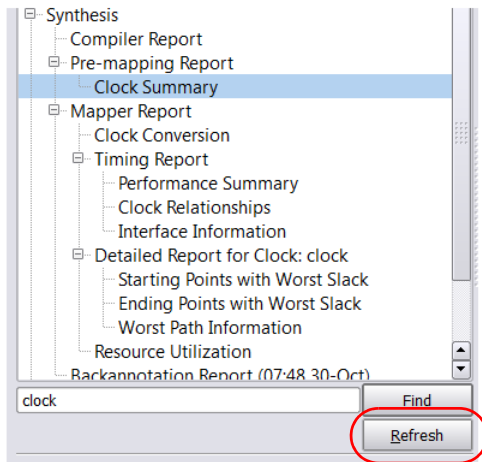 Synthesis
Compiler Report
Pre-mapping Report
Clock Summary
Mapper Report
Clock Conversion
Timing Report
Performance Summary
Clock Relationships
Interface Information
Detailed Report for Clock: clock
Starting Points with Worst Slack
Ending Points with Worst Slack
Worst Path Information
Resource Utilization
Backannotation Report (07:48 30-Oct)
clock Find
Refresh